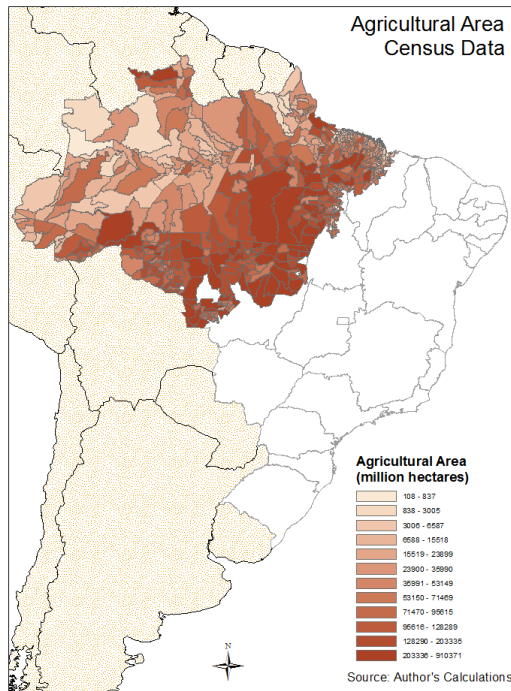 Agricultural Area
Census Data
Agricultural Area
(million hectares)
108 - 837
838 - 3005
3006 - 6587
6588 - 15518
15519 - 23899
23900 - 35990
35991 - 53149
53150 - 71469
71470 - 95615
95616 - 128289
128290 - 203335
203336 - 910371
N
Source: Author's Calculations